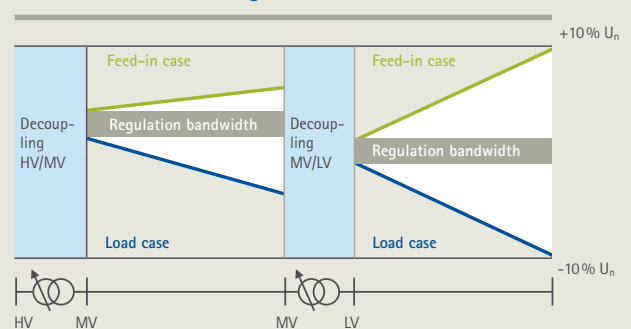 +10% Uₙ
Feed-in case
Feed-in case
Decoup-
ling
HV/MV
Regulation bandwidth
Decoup-
ling
MV/LV
Regulation bandwidth
Load case
Load case
-10% Uₙ
HV
MV
MV
LV